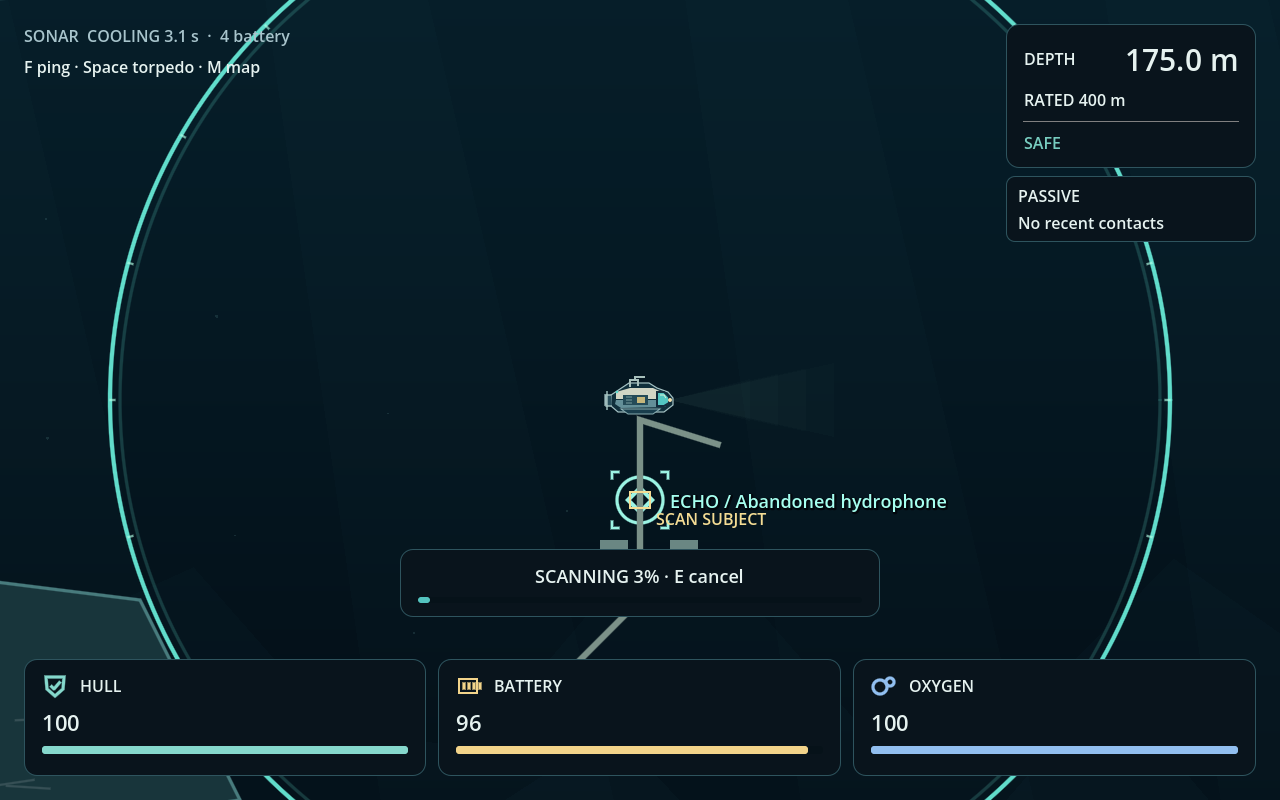 SONAR COOLING 3.1 s · 4 battery
F ping · Space torpedo · M map
DEPTH 175.0 m
RATED 400 m
SAFE
PASSIVE
No recent contacts
ECHO / Abandoned hydrophone
SCAN SUBJECT
SCANNING 3% · E cancel
HULL
100
BATTERY
96
OXYGEN
100